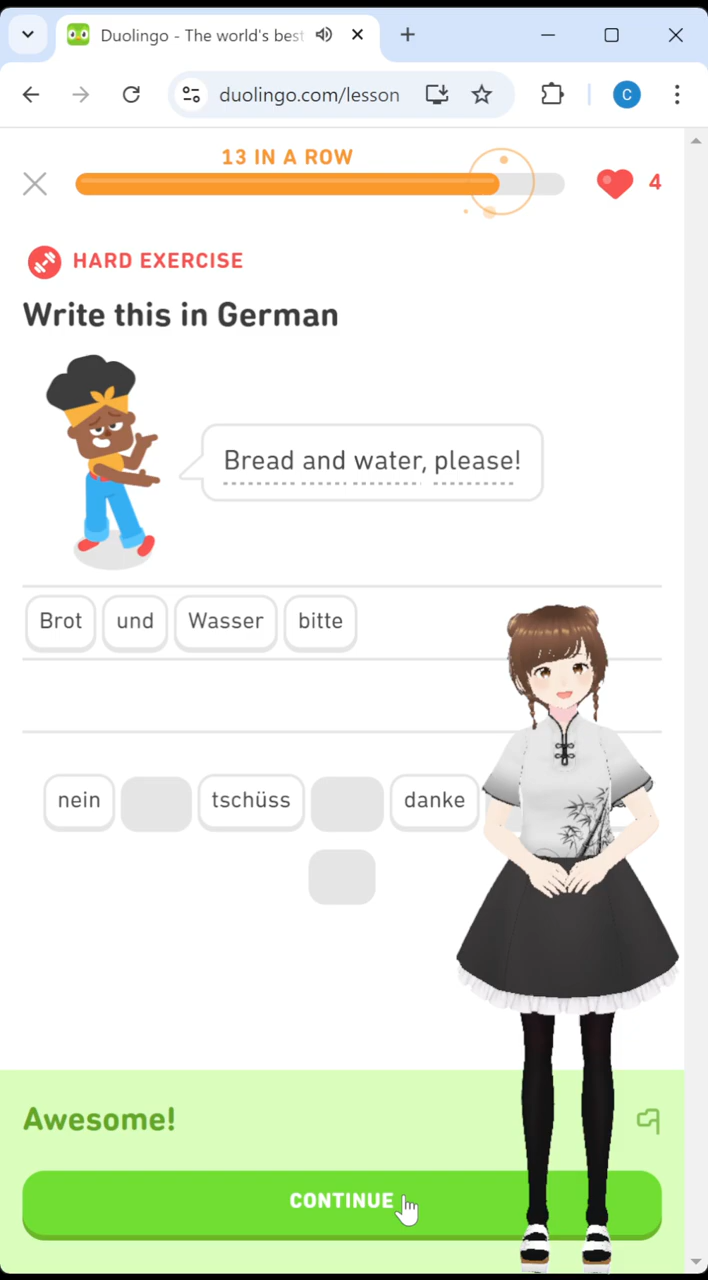 Duolingo - The world's best
duolingo.com/lesson
C
13 IN A ROW
4
HARD EXERCISE
Write this in German
Bread and water, please!
Brot und Wasser bitte
nein tschüss danke
Awesome!
CONTINUE